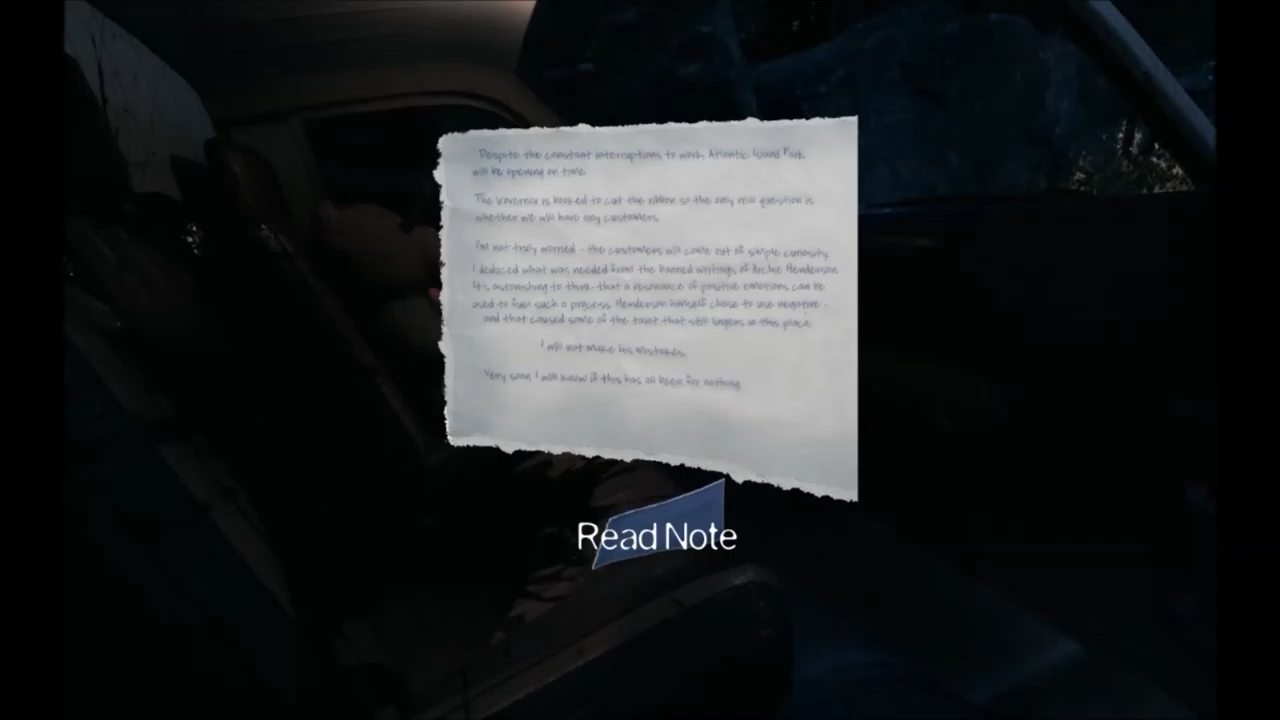 Despite the constant interruptions to work, Atlantic Island Park
will be opening on time.
The Governor is booked to cut the ribbon so the only real question is
whether we will have any customers.
I'm not truly worried - the customers will come out of simple curiosity.
I deduced what was needed from the banned writings of Archie Henderson.
It's astonishing to think that a resonance of positive emotions can be
used to fuel such a process. Henderson himself chose to use negative -
and that caused some of the taint that still lingers in this place.
I will not make his mistakes.
Very soon I will know if this has all been for nothing.
Read Note